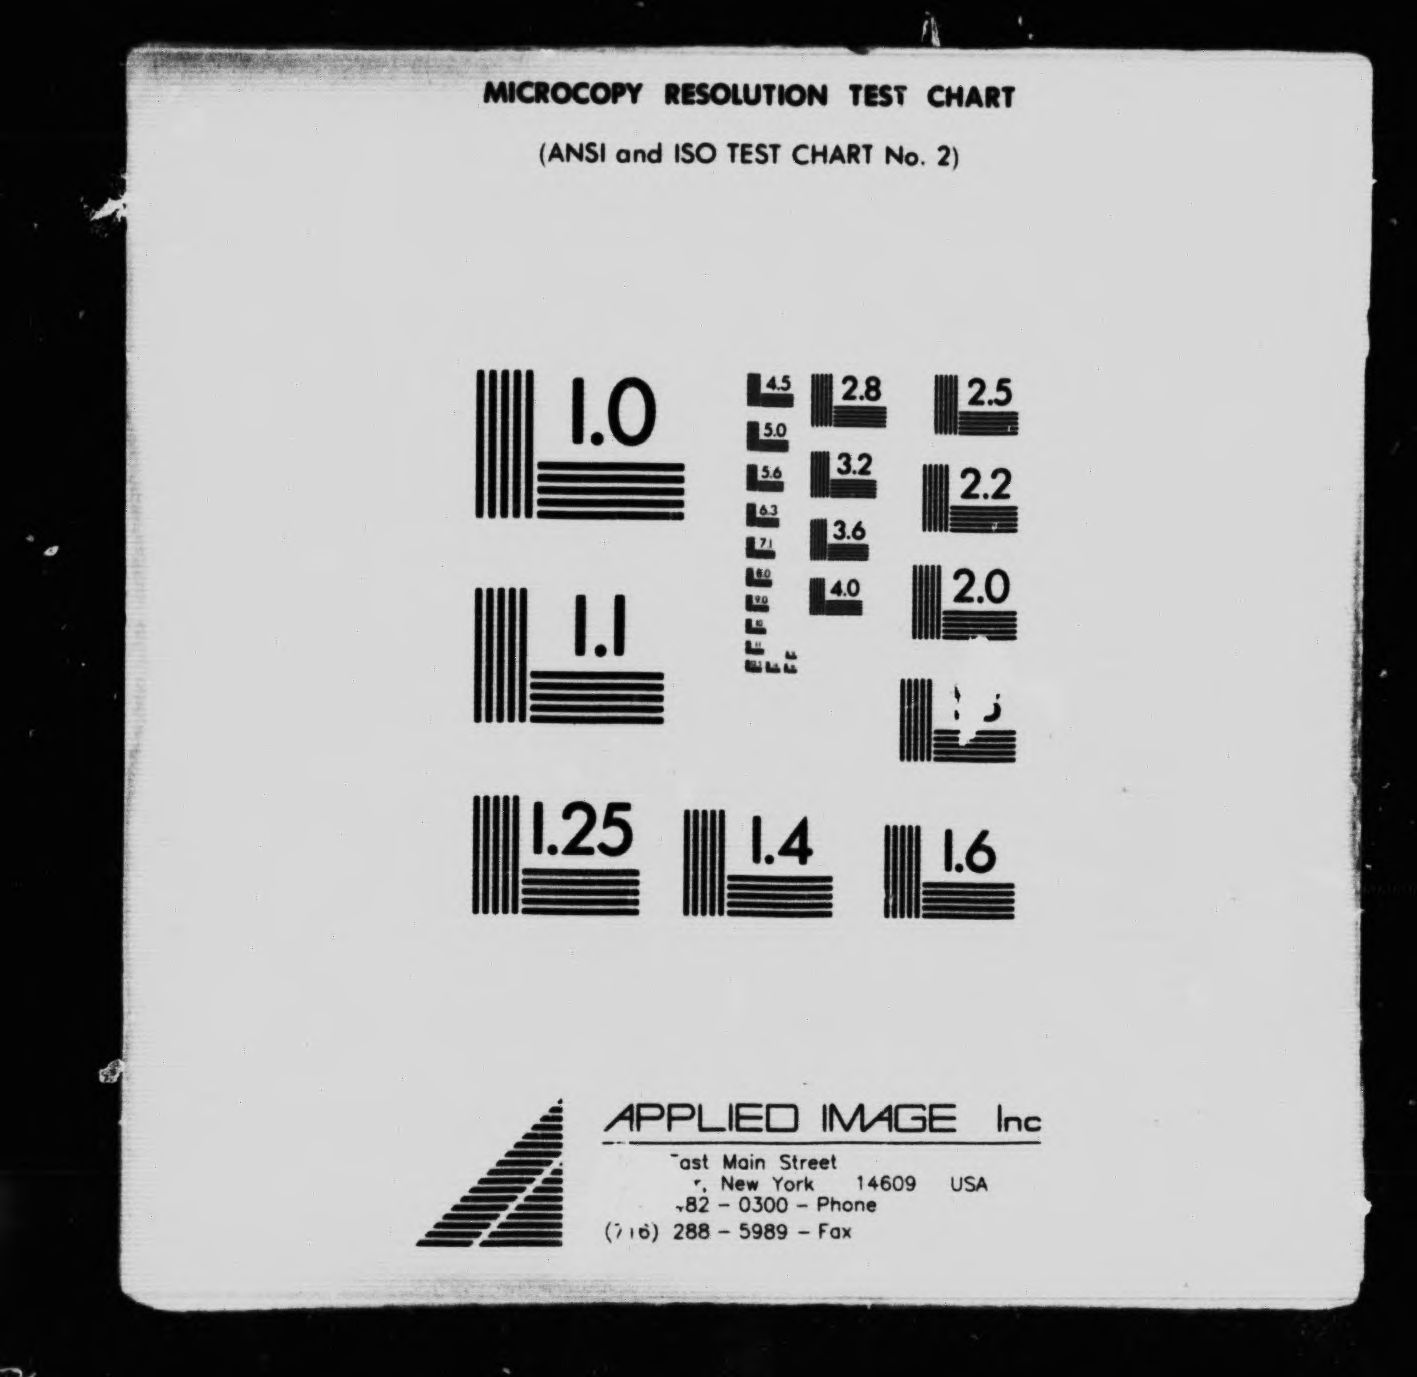 MICROCOPY RESOLUTION TEST CHART
(ANSI and ISO TEST CHART No. 2)
1.0
1.1
1.25
1.4
1.6
4.5
5.0
5.6
6.3
7.1
8.0
9.0
10
2.8
3.2
3.6
4.0
2.5
2.2
2.0
APPLIED IMAGE Inc
Main Street
New York 14609 USA
82 - 0300 - Phone
(716) 288 - 5989 - Fax